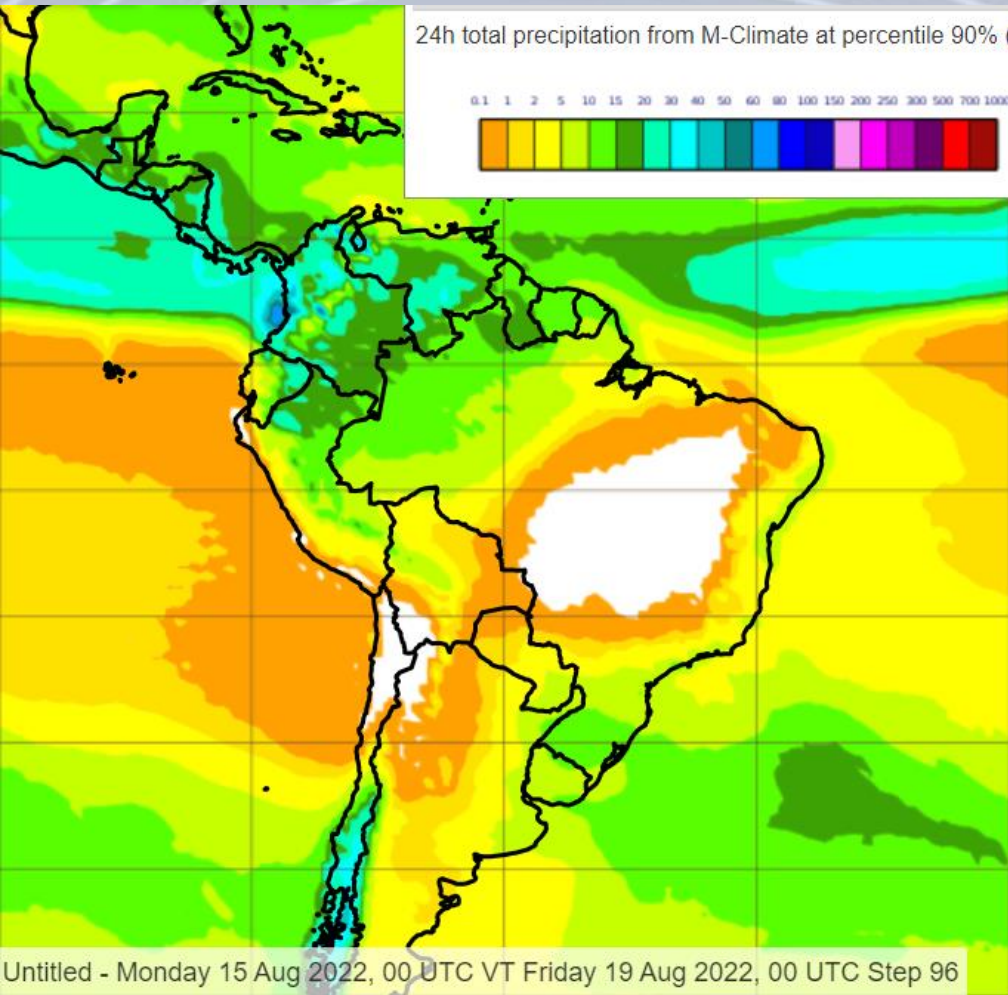 24h total precipitation from M-Climate at percentile 90% (
0.1 1 2 5 10 15 20 30 40 50 60 80 100 150 200 250 300 500 700 1000
Untitled - Monday 15 Aug 2022, 00 UTC VT Friday 19 Aug 2022, 00 UTC Step 96